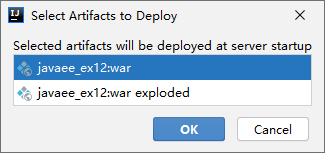 IJ
Select Artifacts to Deploy
Selected artifacts will be deployed at server startup
javaee_ex12:war
javaee_ex12:war exploded
OK
Cancel